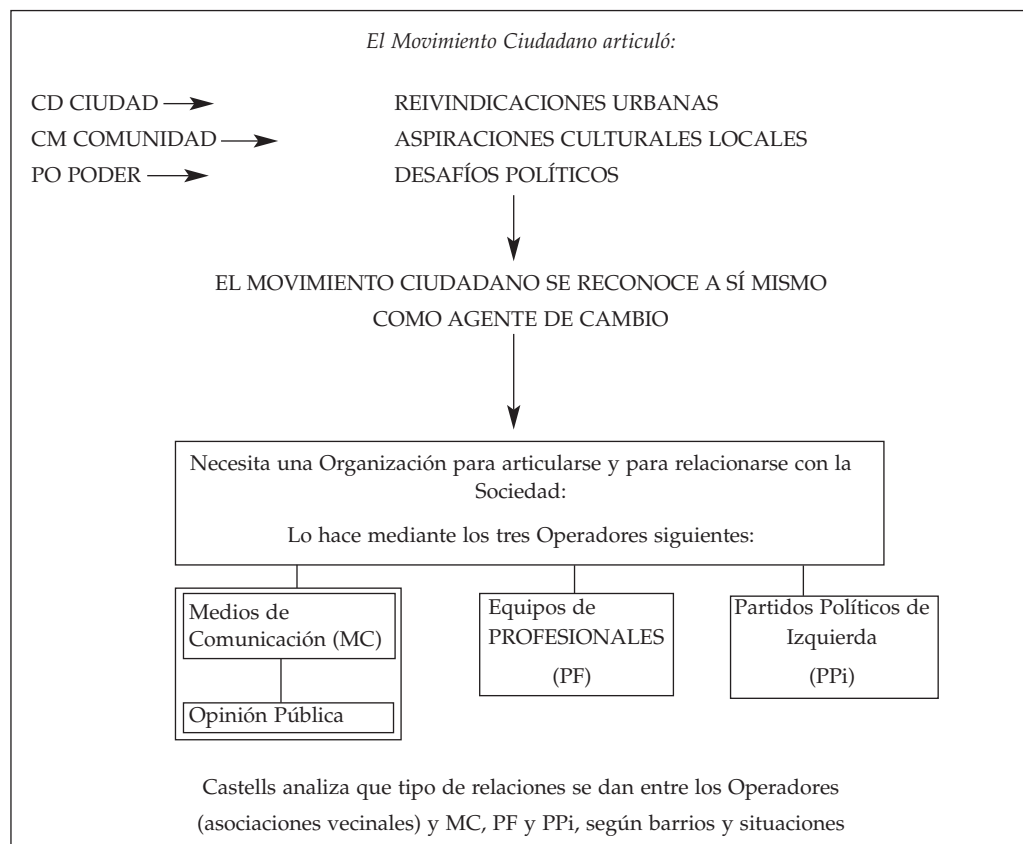 El Movimiento Ciudadano articuló:
CD CIUDAD REIVINDICACIONES URBANAS
CM COMUNIDAD ASPIRACIONES CULTURALES LOCALES
PO PODER DESAFÍOS POLÍTICOS
EL MOVIMIENTO CIUDADANO SE RECONOCE A SÍ MISMO
COMO AGENTE DE CAMBIO
Necesita una Organización para articularse y para relacionarse con la
Sociedad:
Lo hace mediante los tres Operadores siguientes:
Medios de
Comunicación (MC)
Opinión Pública
Equipos de
PROFESIONALES
(PF)
Partidos Políticos de
Izquierda
(PPi)
Castells analiza que tipo de relaciones se dan entre los Operadores
(asociaciones vecinales) y MC, PF y PPi, según barrios y situaciones